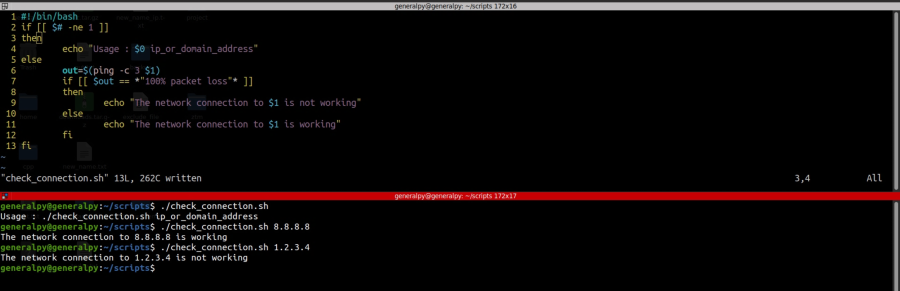 generalpy@generalpy: ~/scripts 172x16
1 #!/bin/bash
2 if [[ $# -ne 1 ]]
3 then
4 echo "Usage : $0 ip_or_domain_address"
5 else
6 out=$(ping -c 3 $1)
7 if [[ $out == *"100% packet loss"* ]]
8 then
9 echo "The network connection to $1 is not working"
10 else
11 echo "The network connection to $1 is working"
12 fi
13 fi
~
~
"check_connection.sh" 13L, 262C written 3,4 All
generalpy@generalpy: ~/scripts 172x17
generalpy@generalpy:~/scripts$ ./check_connection.sh
Usage : ./check_connection.sh ip_or_domain_address
generalpy@generalpy:~/scripts$ ./check_connection.sh 8.8.8.8
The network connection to 8.8.8.8 is working
generalpy@generalpy:~/scripts$ ./check_connection.sh 1.2.3.4
The network connection to 1.2.3.4 is not working
generalpy@generalpy:~/scripts$